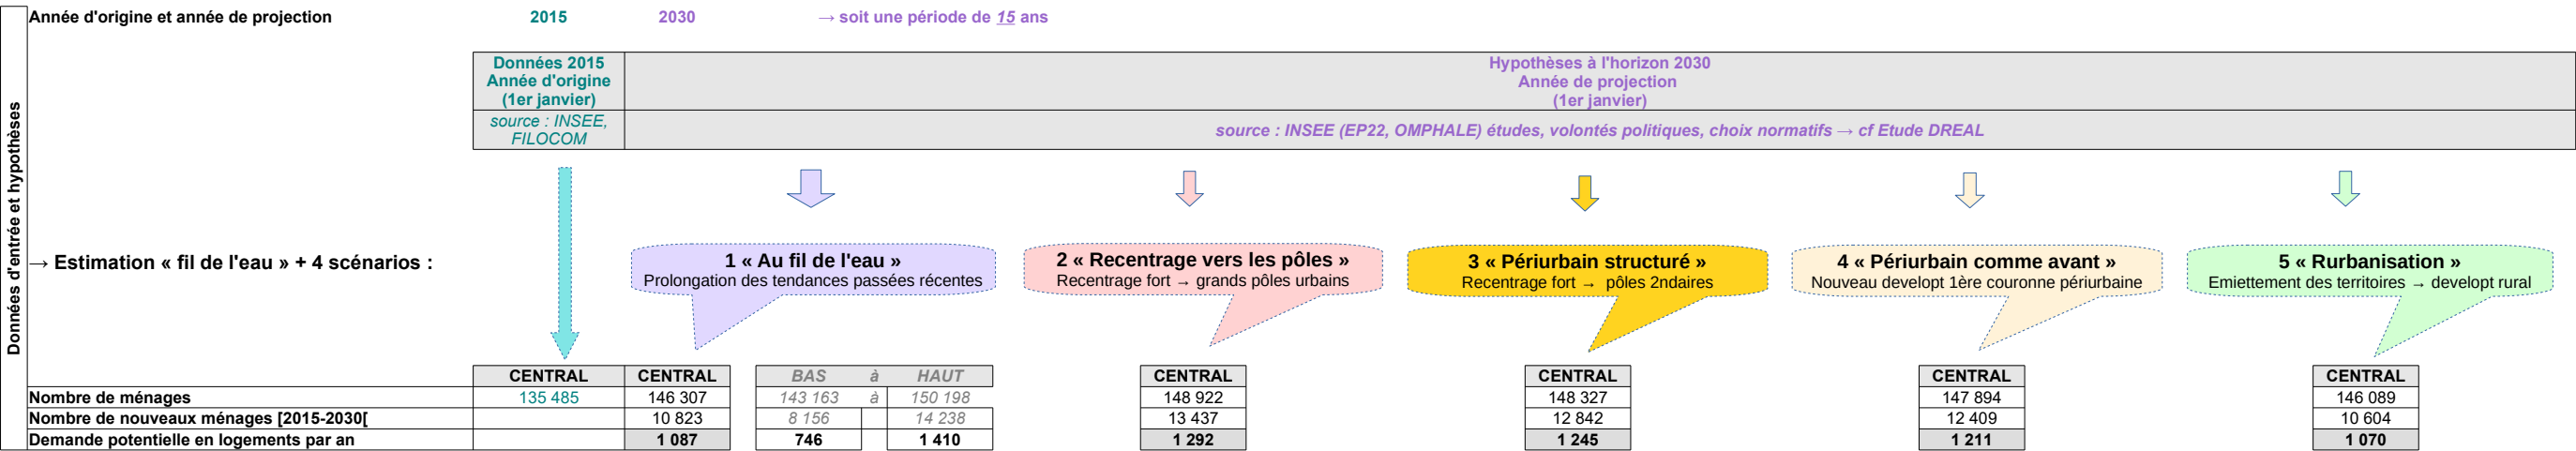 Année d'origine et année de projection 2015 2030 → soit une période de 15 ans
Données d'entrée et hypothèses
Données 2015
Année d'origine
(1er janvier)
Hypothèses à l'horizon 2030
Année de projection
(1er janvier)
source : INSEE,
FILOCOM
source : INSEE (EP22, OMPHALE) études, volontés politiques, choix normatifs → cf Etude DREAL
→ Estimation « fil de l'eau » + 4 scénarios :
1 « Au fil de l'eau »
Prolongation des tendances passées récentes
2 « Recentrage vers les pôles »
Recentrage fort → grands pôles urbains
3 « Périurbain structuré »
Recentrage fort → pôles 2ndaires
4 « Périurbain comme avant »
Nouveau developt 1ère couronne périurbaine
5 « Rurbanisation »
Emiettement des territoires → developt rural
CENTRAL CENTRAL BAS à HAUT CENTRAL CENTRAL CENTRAL CENTRAL
Nombre de ménages 135 485 146 307 143 163 à 150 198 148 922 148 327 147 894 146 089
Nombre de nouveaux ménages [2015-2030[ 10 823 8 156 14 238 13 437 12 842 12 409 10 604
Demande potentielle en logements par an 1 087 746 1 410 1 292 1 245 1 211 1 070